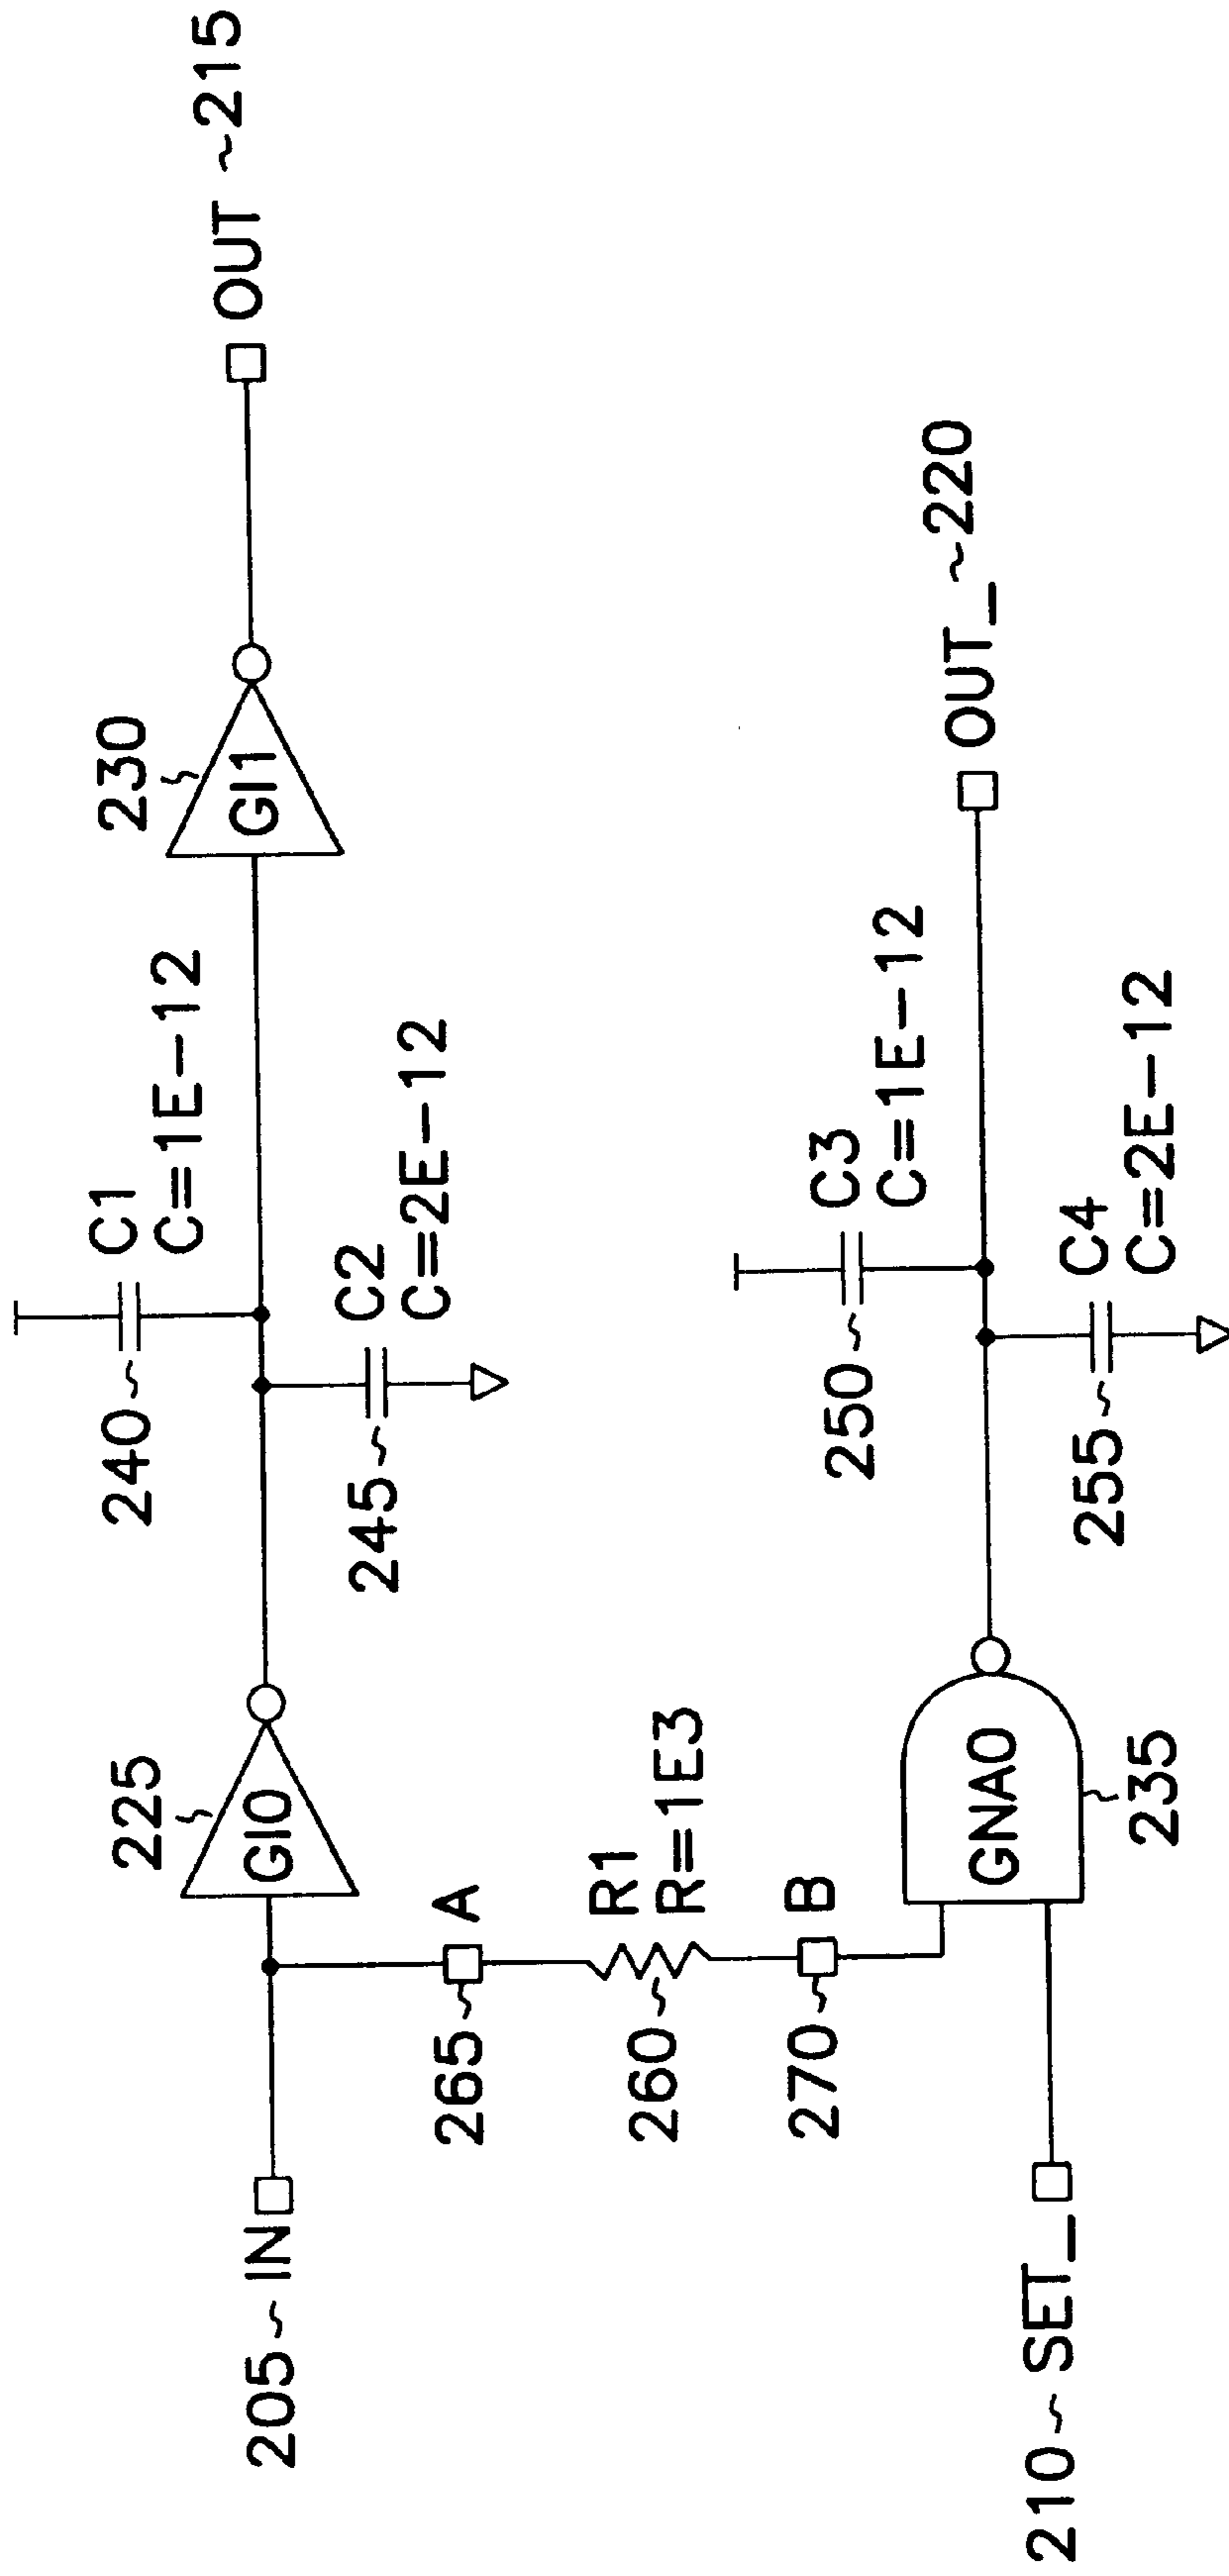 205 ~ IN
225
GI0
240 ~
C1
C=1E-12
245 ~
C2
C=2E-12
230
GI1
OUT ~215
265 ~
A
260 ~
R1
R=1E3
270 ~
B
210 ~ SET_
GNA0
235
250 ~
C3
C=1E-12
255 ~
C4
C=2E-12
OUT_ ~220